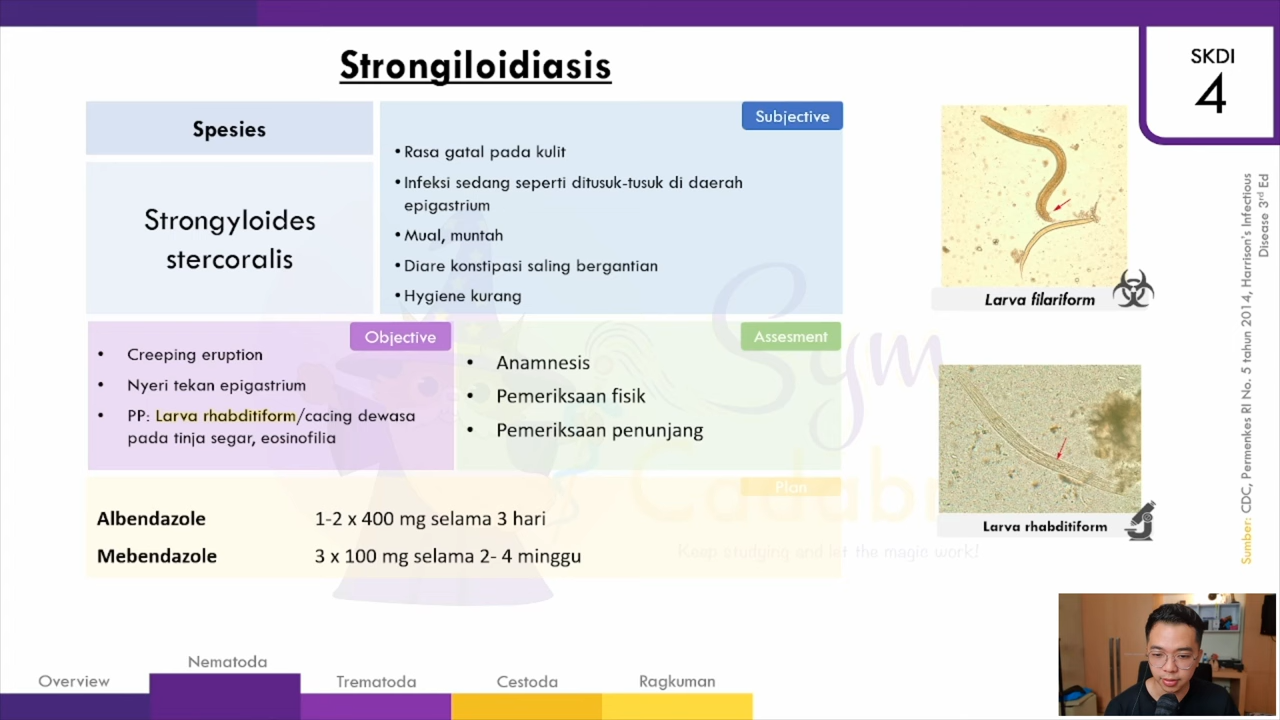 Strongiloidiasis
SKDI
4
Spesies
Strongyloides
stercoralis
Subjective
• Rasa gatal pada kulit
• Infeksi sedang seperti ditusuk-tusuk di daerah
epigastrium
• Mual, muntah
• Diare konstipasi saling bergantian
• Hygiene kurang
Objective
• Creeping eruption
• Nyeri tekan epigastrium
• PP: Larva rhabditiform/cacing dewasa
pada tinja segar, eosinofilia
Assesment
• Anamnesis
• Pemeriksaan fisik
• Pemeriksaan penunjang
Plan
Albendazole 1-2 x 400 mg selama 3 hari
Mebendazole 3 x 100 mg selama 2- 4 minggu
Larva filariform
Larva rhabditiform
Sumber: CDC, Permenkes RI No. 5 tahun 2014, Harrison's Infectious
Disease 3rd Ed
Sym
Cadab
Keep studying and let the magic work!
Overview
Nematoda
Trematoda
Cestoda
Ragkuman